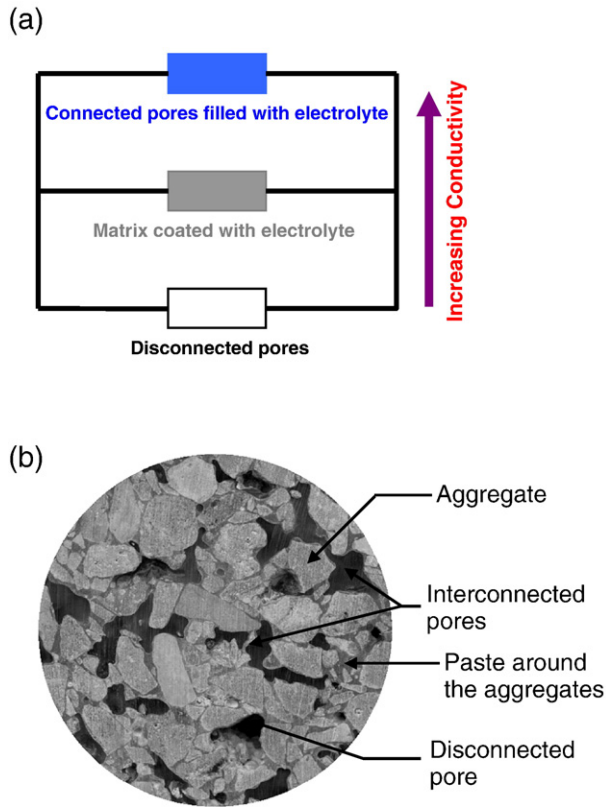 (a)
Connected pores filled with electrolyte
Matrix coated with electrolyte
Disconnected pores
Increasing Conductivity
(b)
Aggregate
Interconnected
pores
Paste around
the aggregates
Disconnected
pore